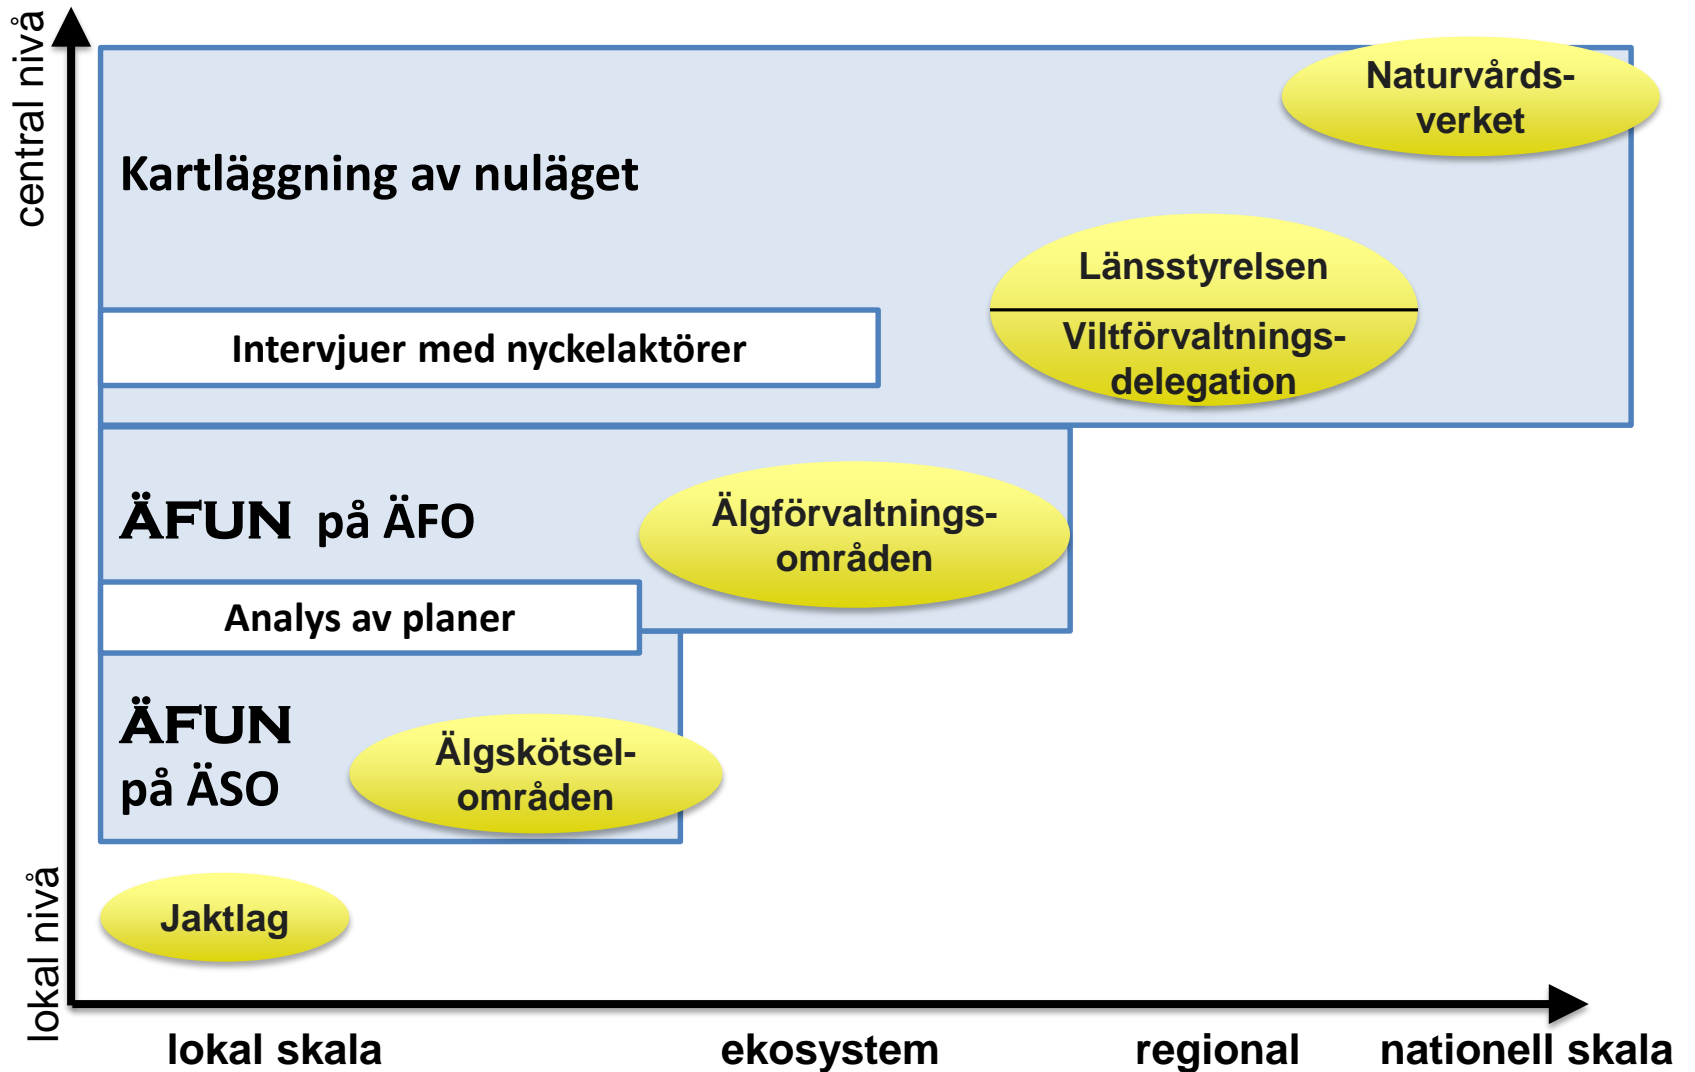 central nivå
Naturvårds-
verket
Kartläggning av nuläget
Länsstyrelsen
Viltförvaltnings-
delegation
Intervjuer med nyckelaktörer
ÄFUN på ÄFO
Älgförvaltnings-
områden
Analys av planer
ÄFUN
på ÄSO
Älgskötsel-
områden
lokal nivå
Jaktlag
lokal skala
ekosystem
regional
nationell skala